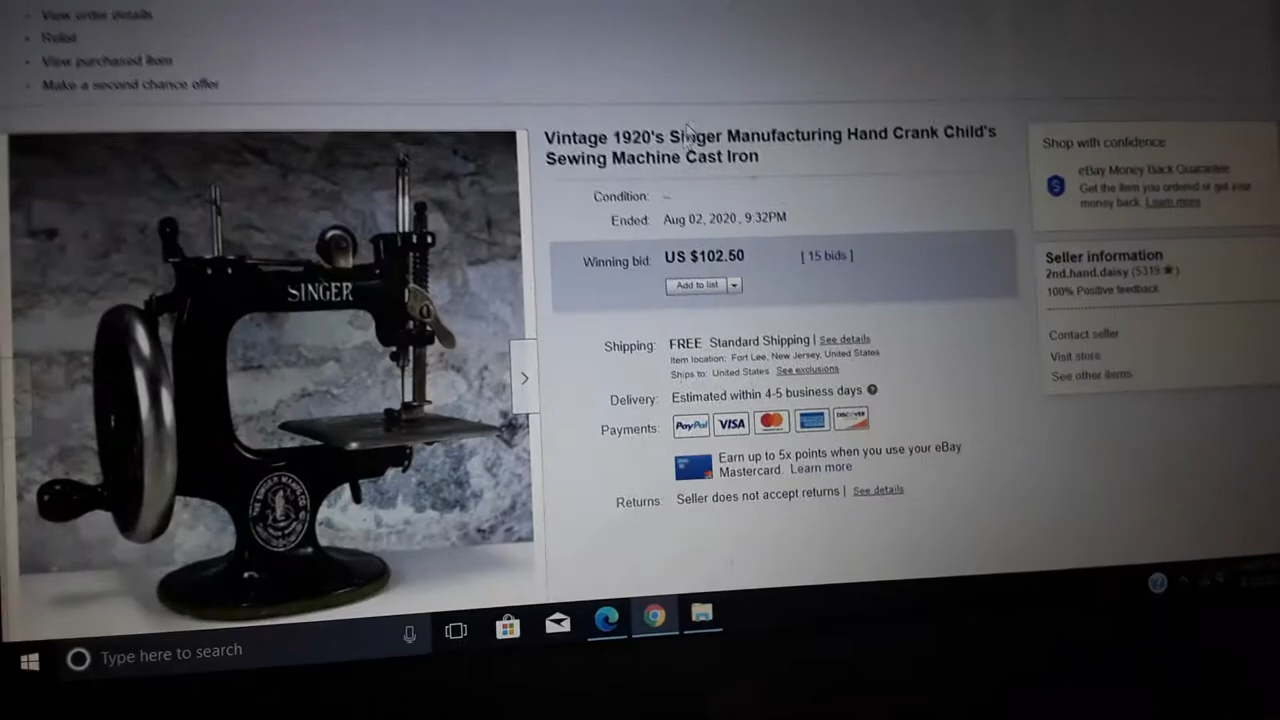 View order details
Relist
View purchased item
Make a second chance offer
Vintage 1920's Singer Manufacturing Hand Crank Child's
Sewing Machine Cast Iron
Condition: --
Ended: Aug 02, 2020, 9:32PM
Winning bid: US $102.50 [ 15 bids ]
Add to list
Shipping: FREE Standard Shipping | See details
Item location: Fort Lee, New Jersey, United States
Ships to: United States See exclusions
Delivery: Estimated within 4-5 business days
Payments: PayPal VISA DISCOVER
Earn up to 5x points when you use your eBay
Mastercard. Learn more
Returns: Seller does not accept returns | See details
Shop with confidence
eBay Money Back Guarantee
Get the item you ordered or get your
money back. Learn more
Seller information
2nd.hand.daisy (5319)
100% Positive feedback
Contact seller
Visit store
See other items
SINGER
THE SINGER MANFG. CO.
Type here to search